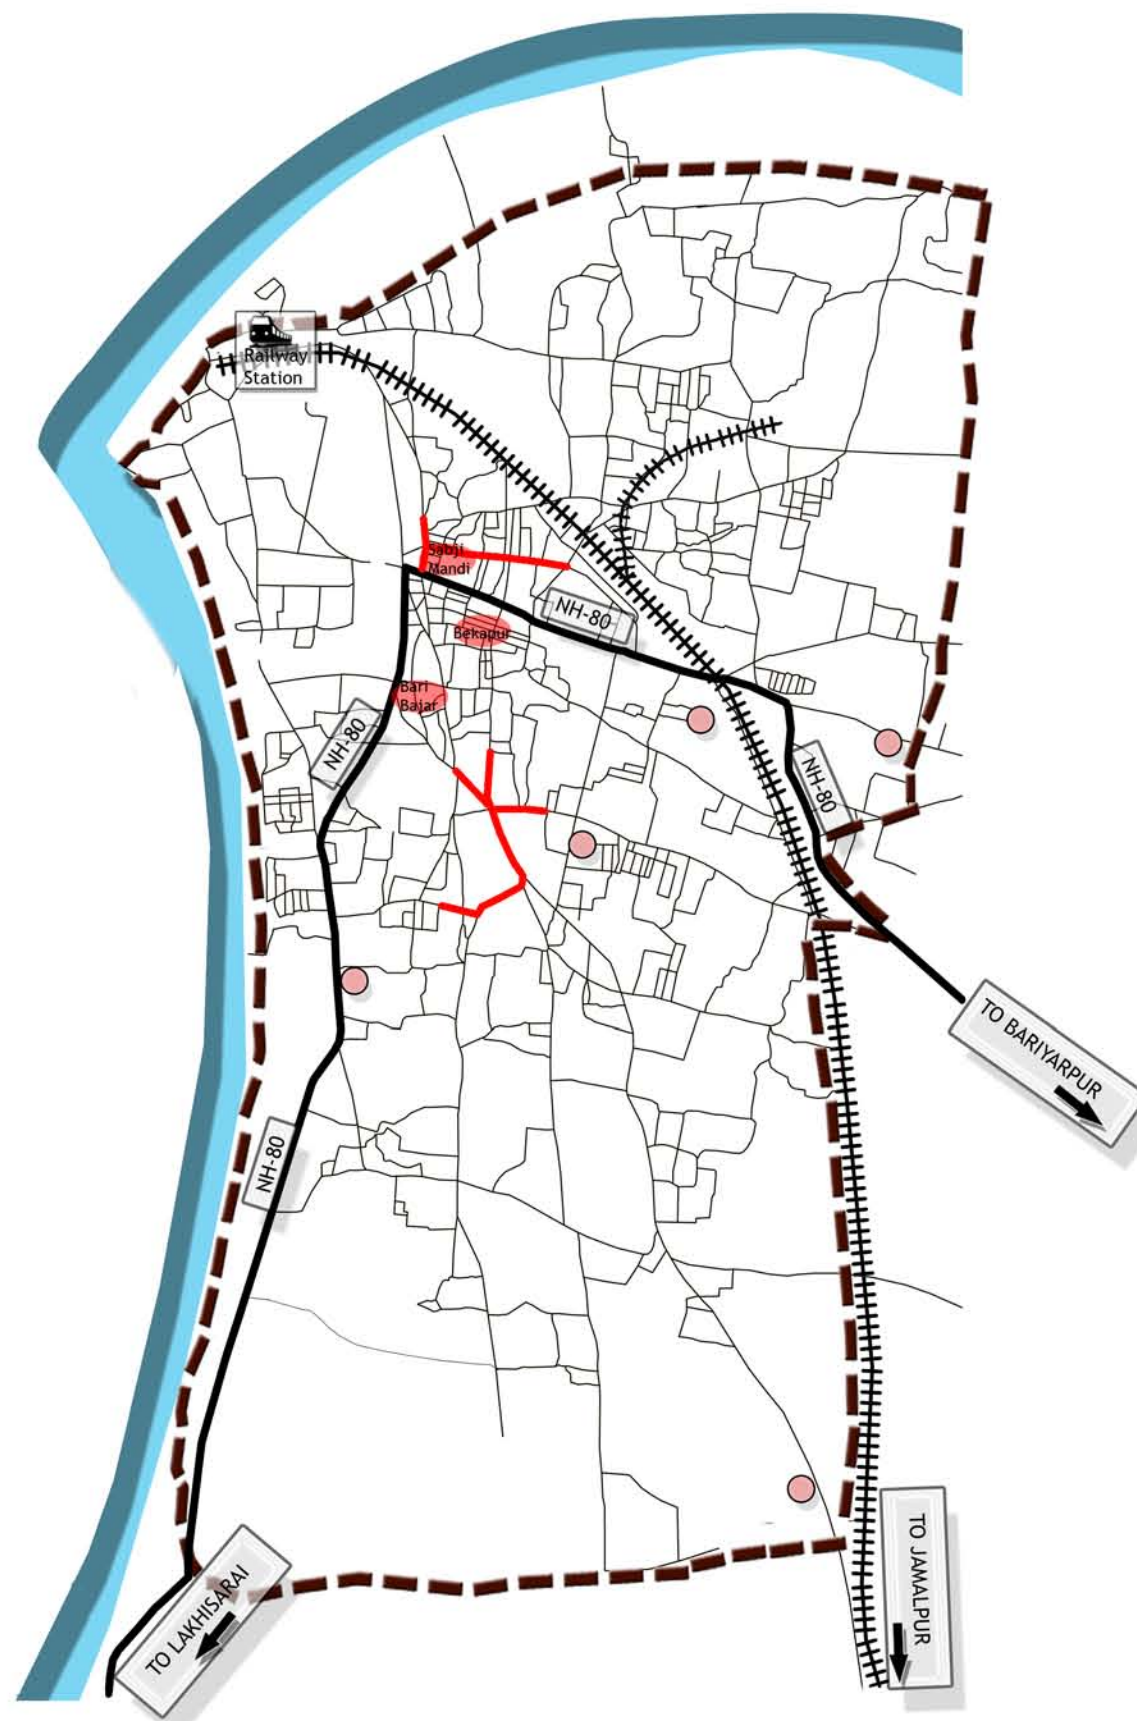 Railway
Station
Sabji
Mandi
NH-80
Bekapur
Bari
Bajar
NH-80
NH-80
TO BARIYARPUR
NH-80
TO JAMALPUR
TO LAKHISARAI